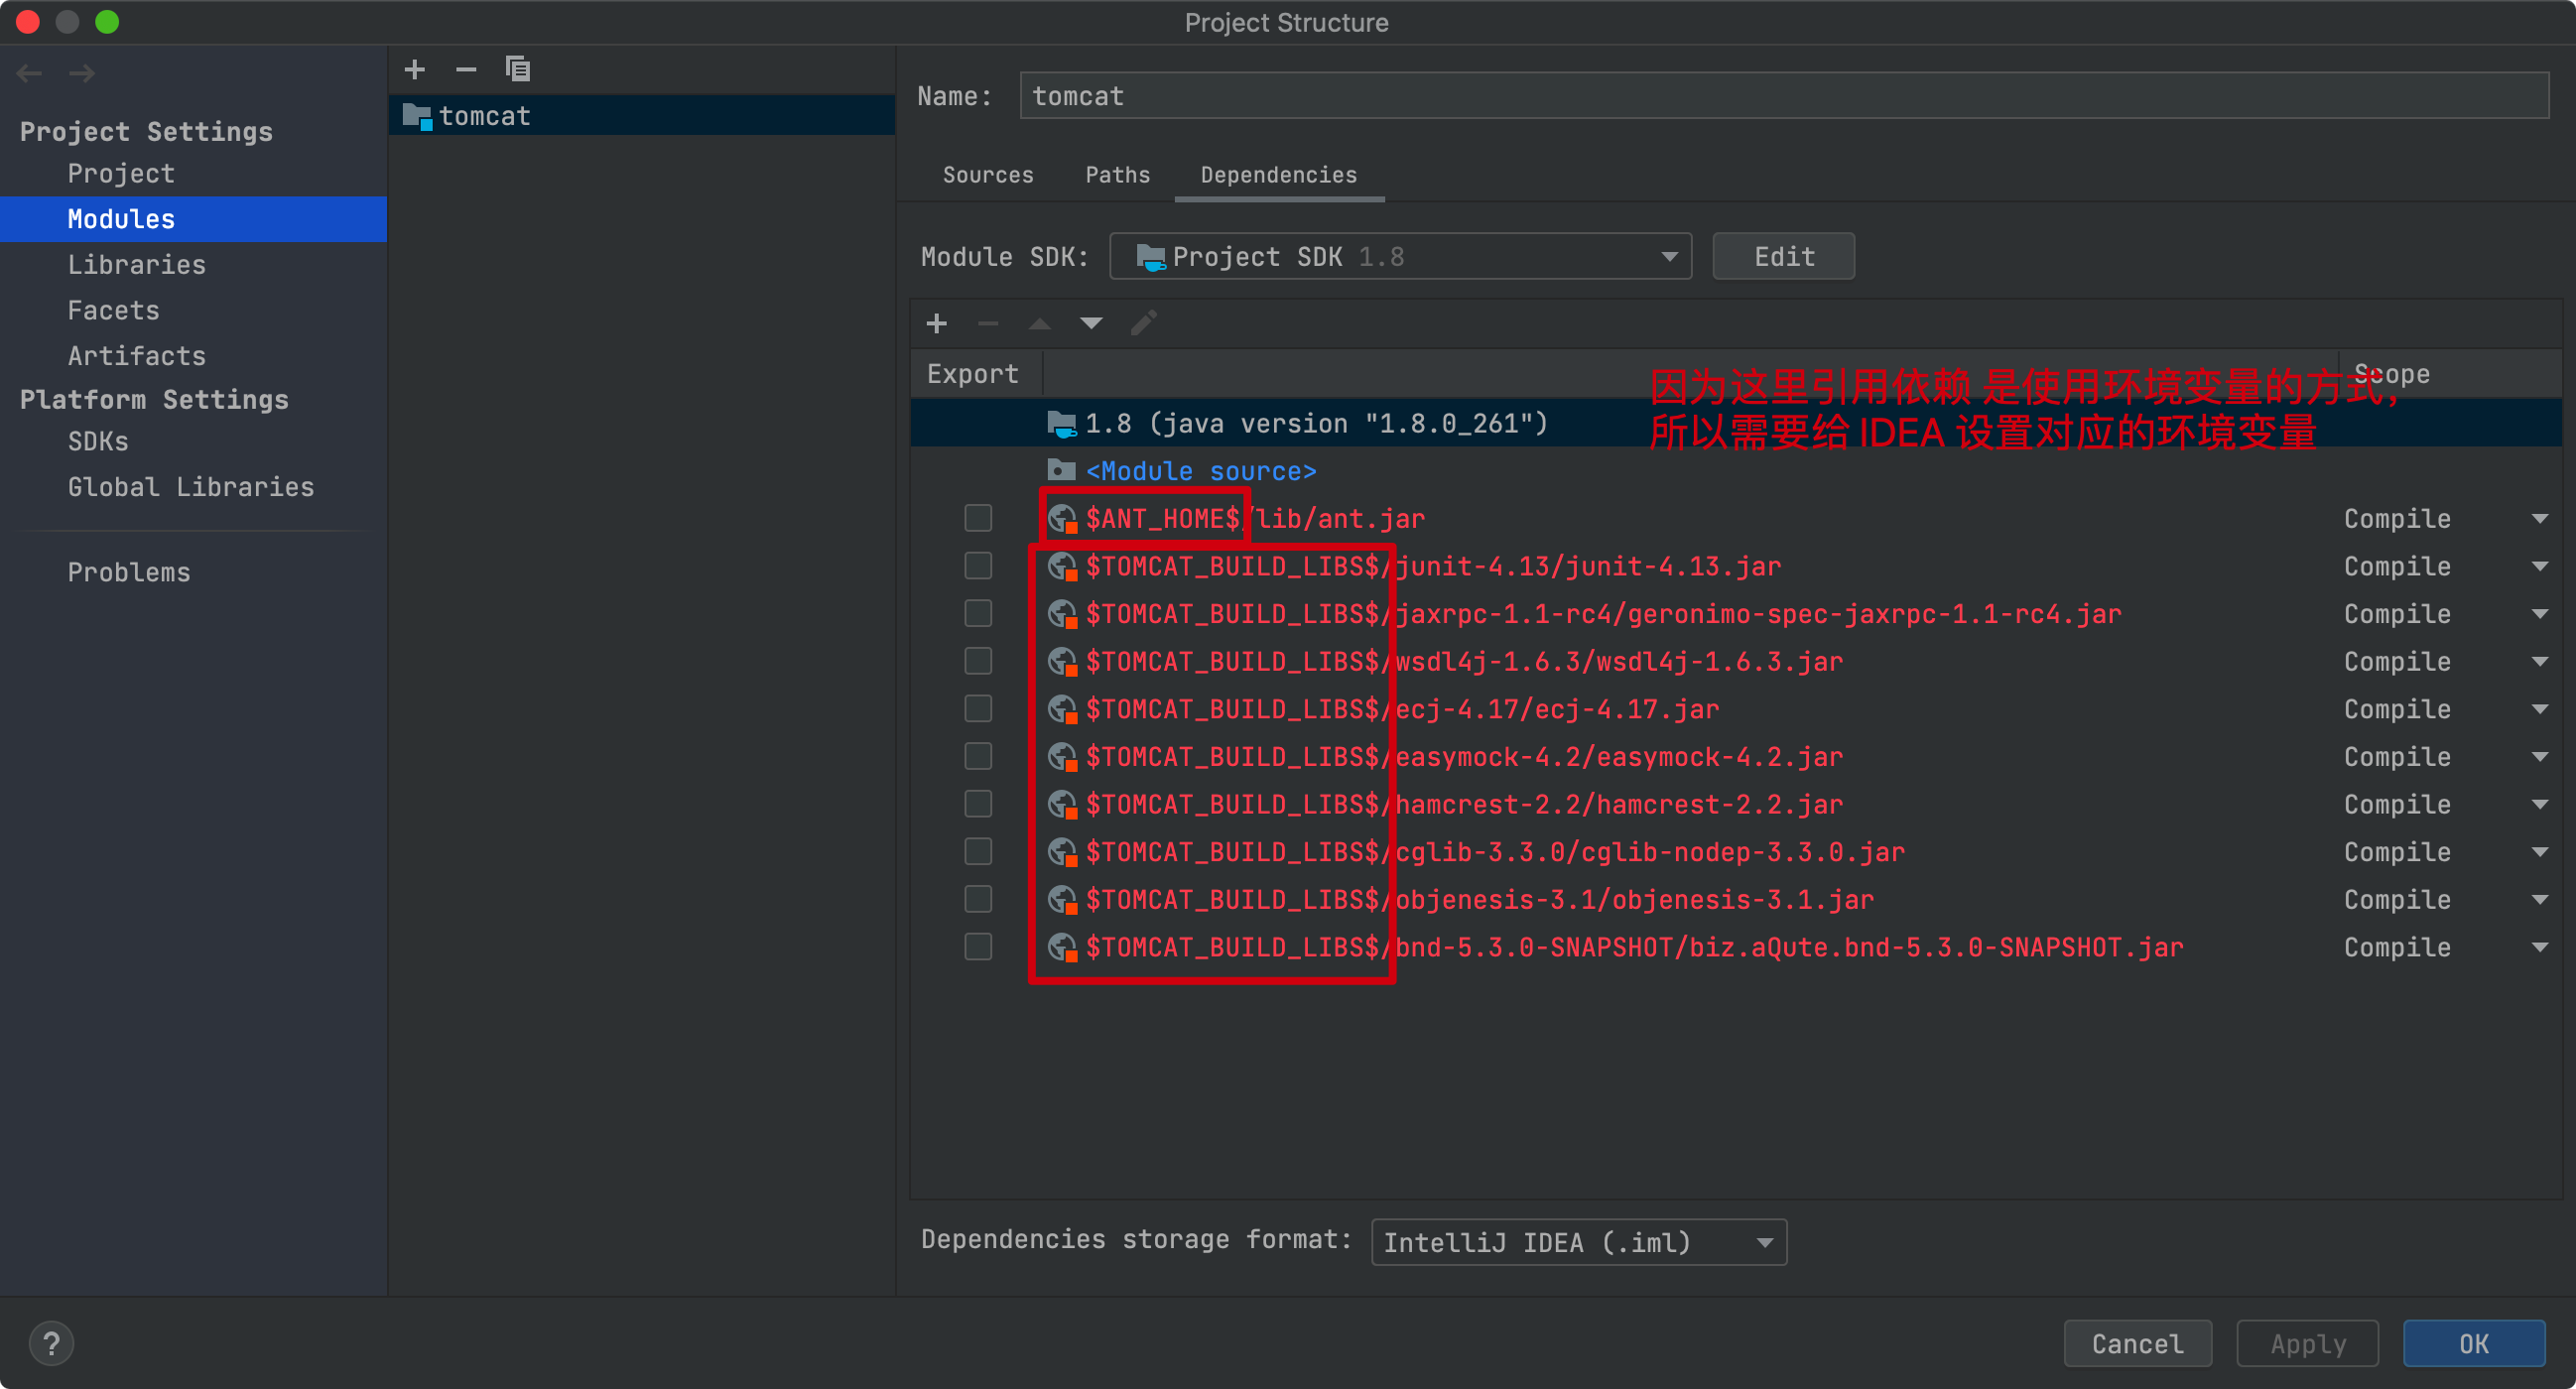 Project Structure
Project Settings
Project
Modules
Libraries
Facets
Artifacts
Platform Settings
SDKs
Global Libraries
Problems
tomcat
Name:
tomcat
Sources
Paths
Dependencies
Module SDK:
Project SDK 1.8
Edit
Export
Scope
因为这里引用依赖 是使用环境变量的方式,
所以需要给 IDEA 设置对应的环境变量
1.8 (java version "1.8.0_261")
<Module source>
$ANT_HOME$/lib/ant.jar Compile
$TOMCAT_BUILD_LIBS$/junit-4.13/junit-4.13.jar Compile
$TOMCAT_BUILD_LIBS$/jaxrpc-1.1-rc4/geronimo-spec-jaxrpc-1.1-rc4.jar Compile
$TOMCAT_BUILD_LIBS$/wsdl4j-1.6.3/wsdl4j-1.6.3.jar Compile
$TOMCAT_BUILD_LIBS$/ecj-4.17/ecj-4.17.jar Compile
$TOMCAT_BUILD_LIBS$/easymock-4.2/easymock-4.2.jar Compile
$TOMCAT_BUILD_LIBS$/hamcrest-2.2/hamcrest-2.2.jar Compile
$TOMCAT_BUILD_LIBS$/cglib-3.3.0/cglib-nodep-3.3.0.jar Compile
$TOMCAT_BUILD_LIBS$/objenesis-3.1/objenesis-3.1.jar Compile
$TOMCAT_BUILD_LIBS$/bnd-5.3.0-SNAPSHOT/biz.aQute.bnd-5.3.0-SNAPSHOT.jar Compile
Dependencies storage format:
IntelliJ IDEA (.iml)
?
Cancel
Apply
OK